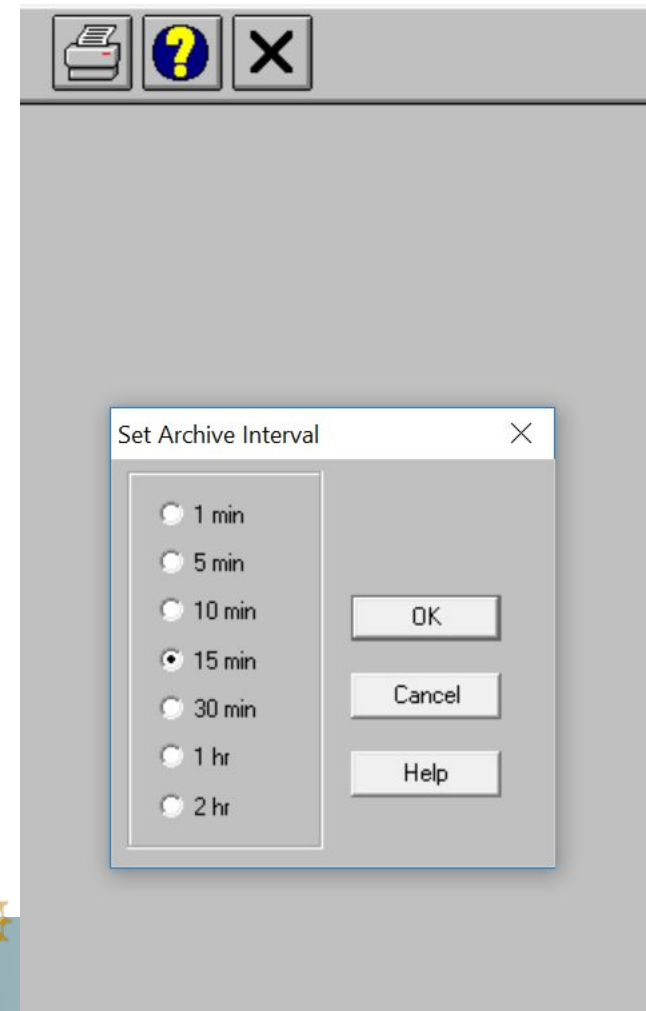 ?
Set Archive Interval
1 min
5 min
10 min
15 min
30 min
1 hr
2 hr
OK
Cancel
Help